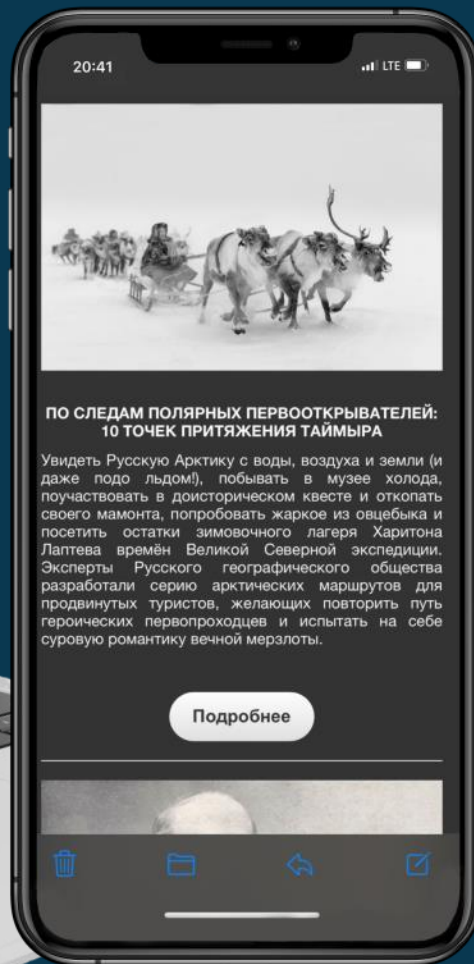 20:41
LTE
ПО СЛЕДАМ ПОЛЯРНЫХ ПЕРВООТКРЫВАТЕЛЕЙ:
10 ТОЧЕК ПРИТЯЖЕНИЯ ТАЙМЫРА
Увидеть Русскую Арктику с воды, воздуха и земли (и
даже подо льдом!), побывать в музее холода,
поучаствовать в доисторическом квесте и откопать
своего мамонта, попробовать жаркое из овцебыка и
посетить остатки зимовочного лагеря Харитона
Лаптева времён Великой Северной экспедиции.
Эксперты Русского географического общества
разработали серию арктических маршрутов для
продвинутых туристов, желающих повторить путь
героических первопроходцев и испытать на себе
суровую романтику вечной мерзлоты.
Подробнее